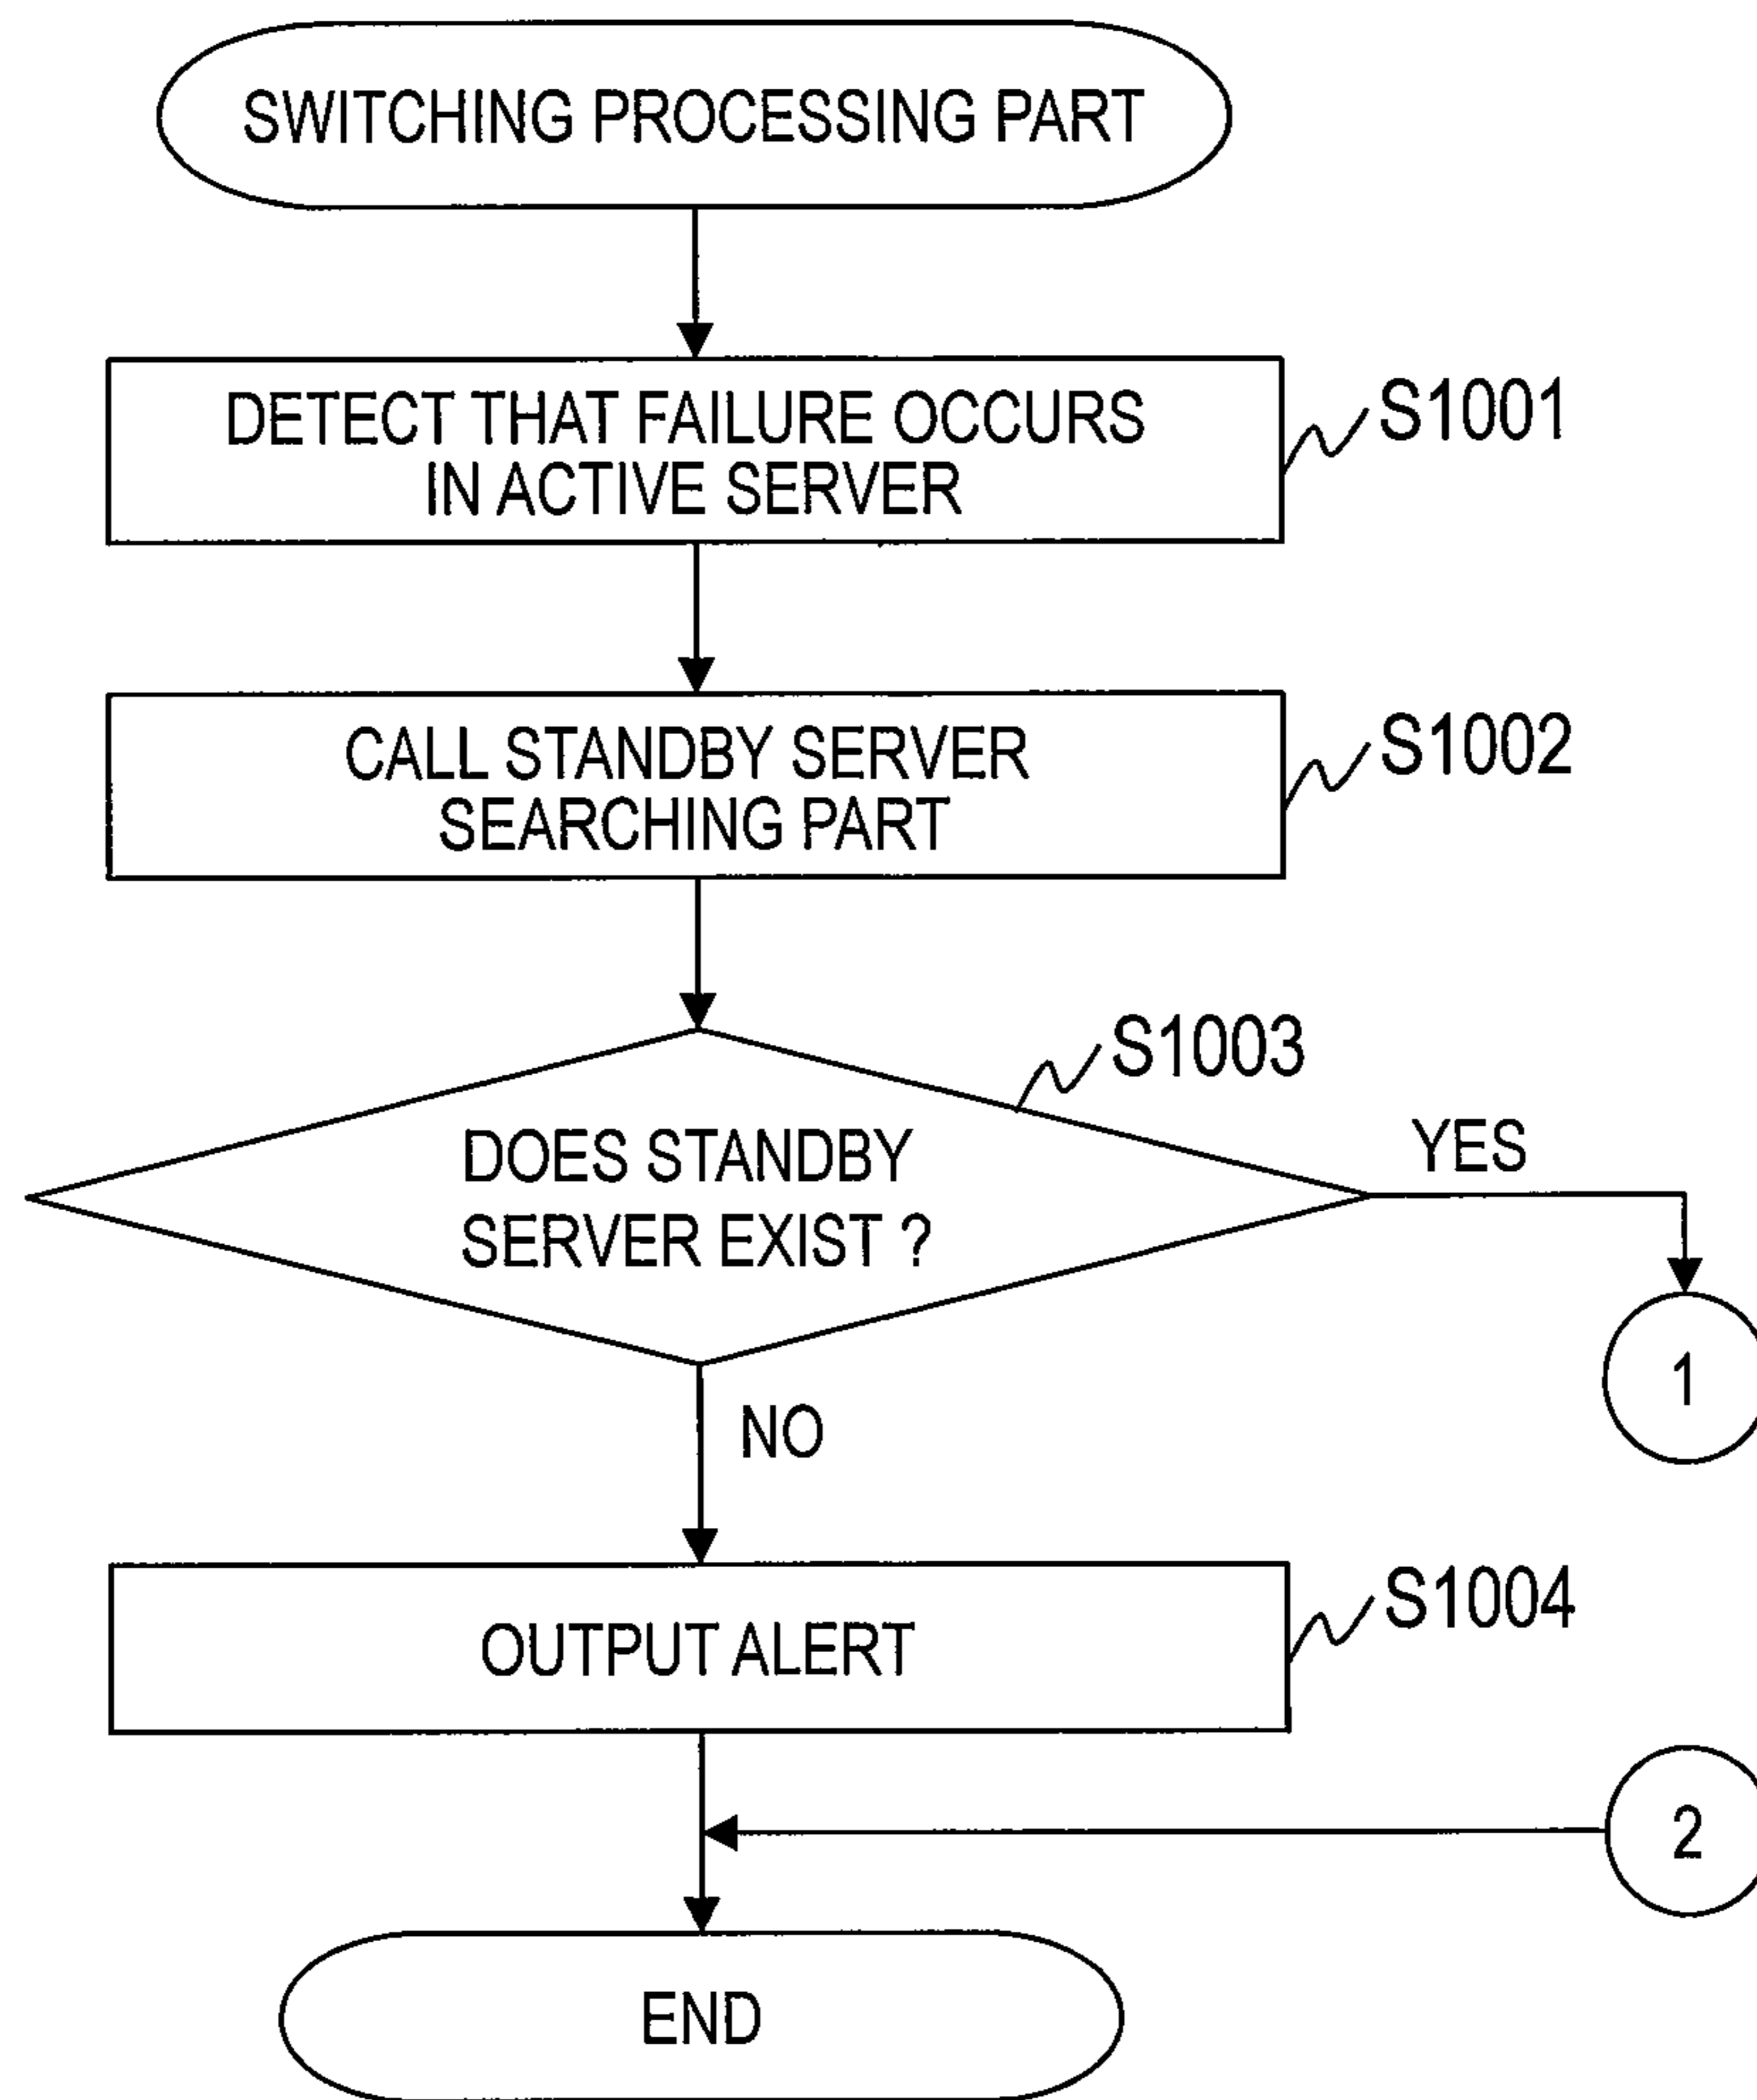 SWITCHING PROCESSING PART
DETECT THAT FAILURE OCCURS
IN ACTIVE SERVER
S1001
CALL STANDBY SERVER
SEARCHING PART
S1002
S1003
DOES STANDBY
SERVER EXIST ?
YES
1
NO
OUTPUT ALERT
S1004
2
END